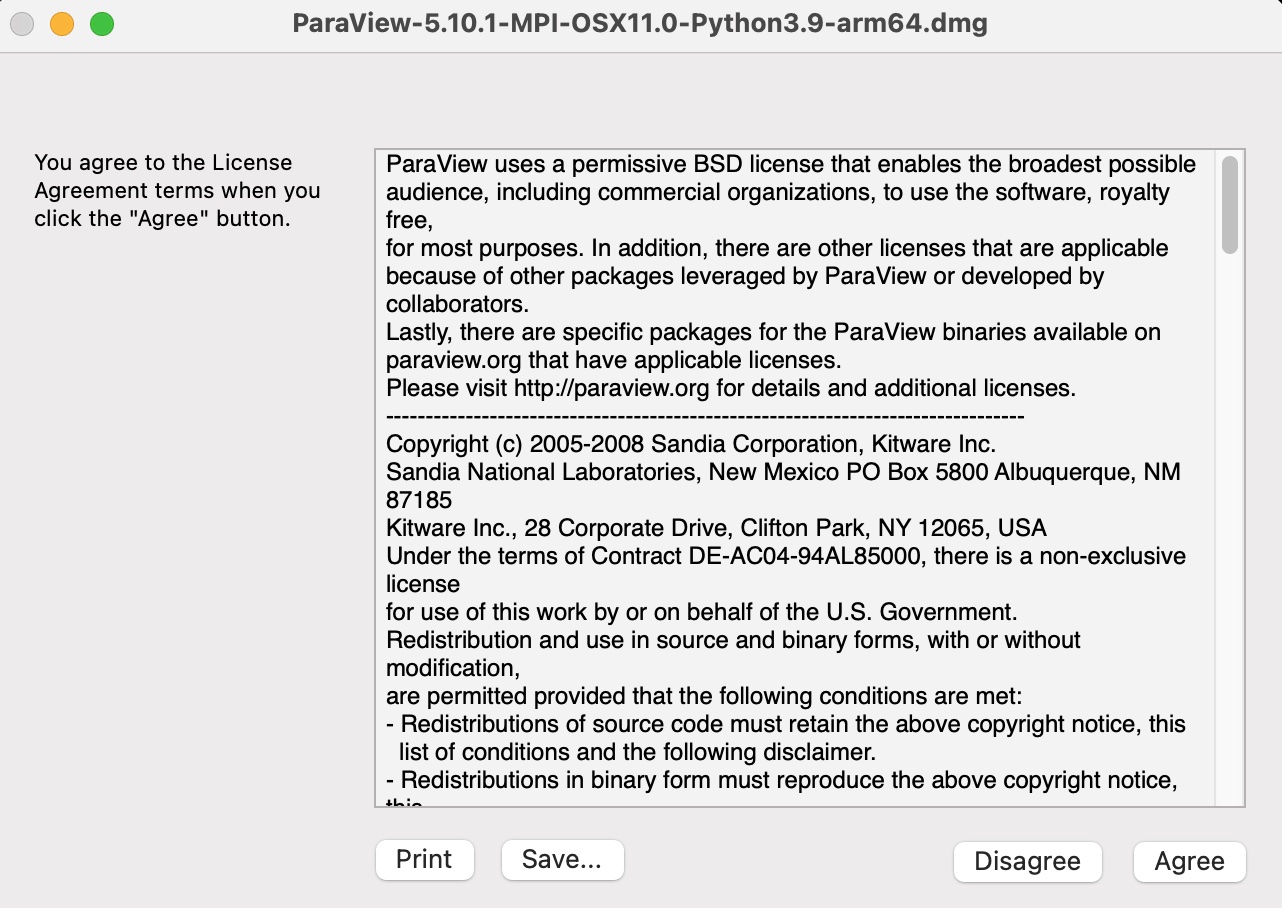 ParaView-5.10.1-MPI-OSX11.0-Python3.9-arm64.dmg
You agree to the License
Agreement terms when you
click the "Agree" button.
ParaView uses a permissive BSD license that enables the broadest possible
audience, including commercial organizations, to use the software, royalty
free,
for most purposes. In addition, there are other licenses that are applicable
because of other packages leveraged by ParaView or developed by
collaborators.
Lastly, there are specific packages for the ParaView binaries available on
paraview.org that have applicable licenses.
Please visit http://paraview.org for details and additional licenses.
--------------------------------------------------------------------------------
Copyright (c) 2005-2008 Sandia Corporation, Kitware Inc.
Sandia National Laboratories, New Mexico PO Box 5800 Albuquerque, NM
87185
Kitware Inc., 28 Corporate Drive, Clifton Park, NY 12065, USA
Under the terms of Contract DE-AC04-94AL85000, there is a non-exclusive
license
for use of this work by or on behalf of the U.S. Government.
Redistribution and use in source and binary forms, with or without
modification,
are permitted provided that the following conditions are met:
- Redistributions of source code must retain the above copyright notice, this
list of conditions and the following disclaimer.
- Redistributions in binary form must reproduce the above copyright notice,
this
Print
Save...
Disagree
Agree